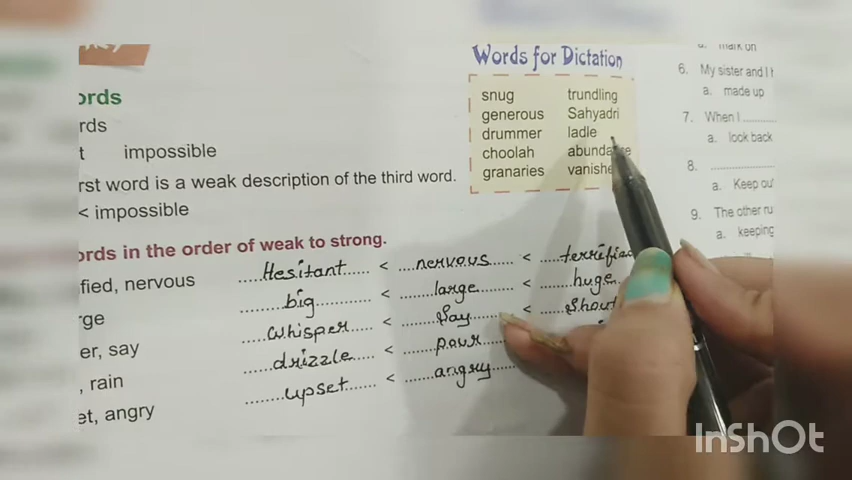 Words for Dictation
snug trundling
generous Sahyadri
drummer ladle
choolah
granaries
ords
rds
t impossible
rst word is a weak description of the third word.
< impossible
ords in the order of weak to strong.
fied, nervous Hesitant < nervous <
rge big < large < huge
er, say whisper < say <
, rain drizzle < pour
et, angry upset < angry
a. mark on
6. My sister and I
a. made up
7. When I
a. look back
8.
a. Keep ou
9. The other ru
a. keeping
InShOt